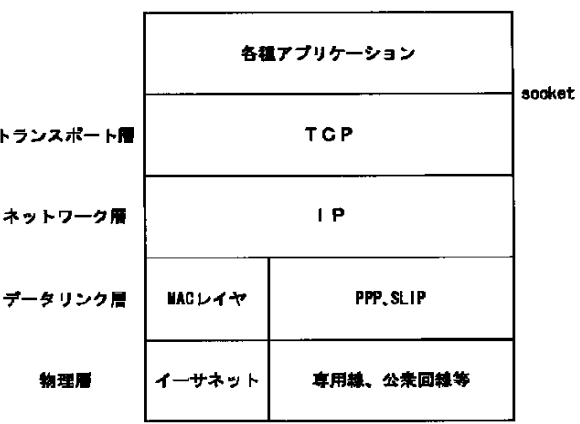 各種アプリケーション
socket
トランスポート層
TCP
ネットワーク層
IP
データリンク層
MACレイヤ
PPP、SLIP
物理層
イーサネット
専用線、公衆回線等